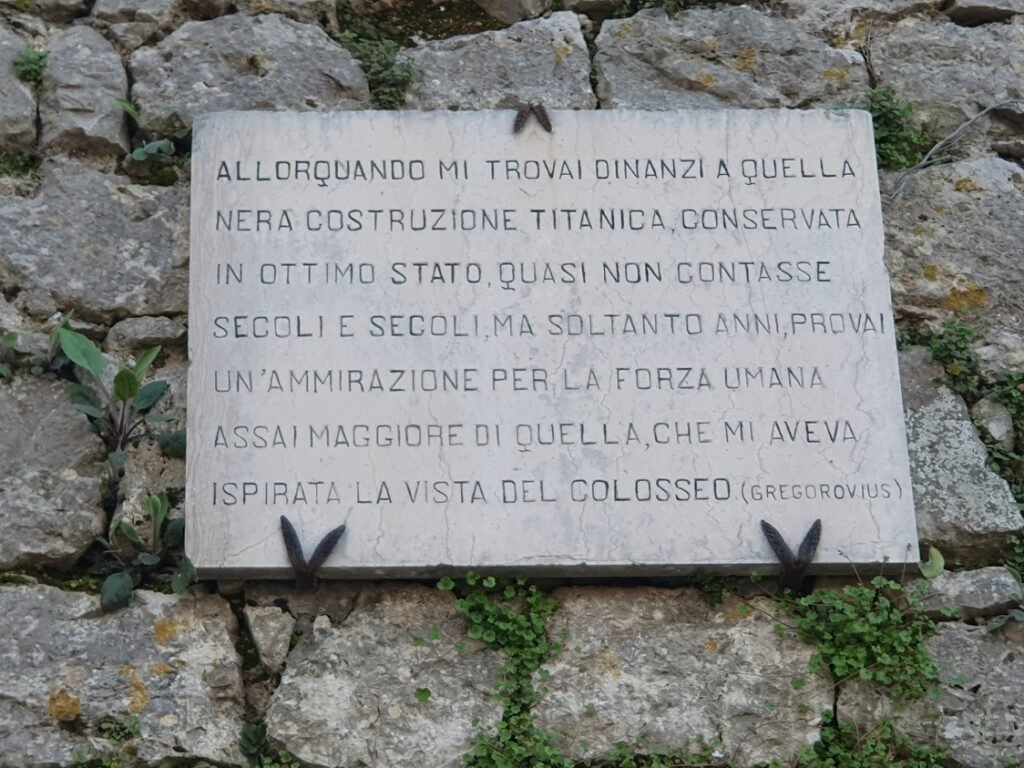 ALLORQUANDO MI TROVAI DINANZI A QUELLA
NERA COSTRUZIONE TITANICA, CONSERVATA
IN OTTIMO STATO, QUASI NON CONTASSE
SECOLI E SECOLI, MA SOLTANTO ANNI, PROVAI
UN'AMMIRAZIONE PER LA FORZA UMANA
ASSAI MAGGIORE DI QUELLA, CHE MI AVEVA
ISPIRATA LA VISTA DEL COLOSSEO. (GREGOROVIUS)